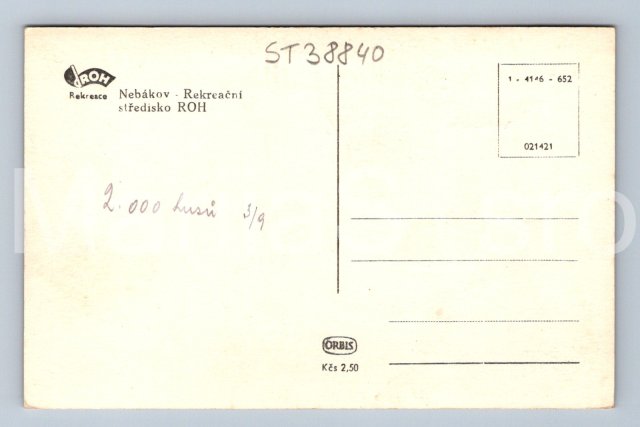 ST38840
ROH
Rekreace
Nebákov - Rekreační
středisko ROH
1 - 4146 - 652
021421
2.000 kusů 3/9
ORBIS
Kčs 2,50